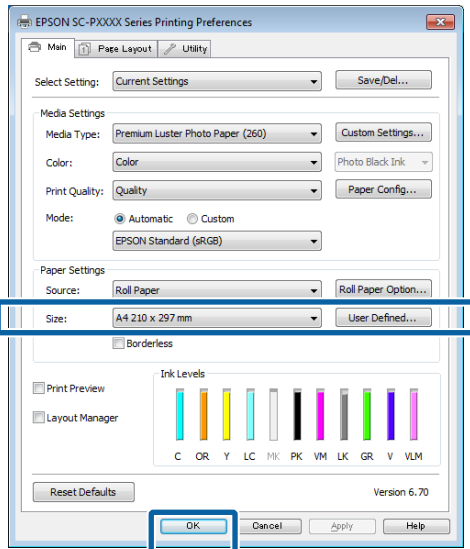 EPSON SC-PXXXX Series Printing Preferences
Main Page Layout Utility
Select Setting: Current Settings Save/Del...
Media Settings
Media Type: Premium Luster Photo Paper (260) Custom Settings...
Color: Color Photo Black Ink
Print Quality: Quality Paper Config...
Mode: Automatic Custom
EPSON Standard (sRGB)
Paper Settings
Source: Roll Paper Roll Paper Option...
Size: A4 210 x 297 mm User Defined...
Borderless
Ink Levels
Print Preview
Layout Manager
C OR Y LC MK PK VM LK GR V VLM
Reset Defaults Version 6.70
OK Cancel Apply Help